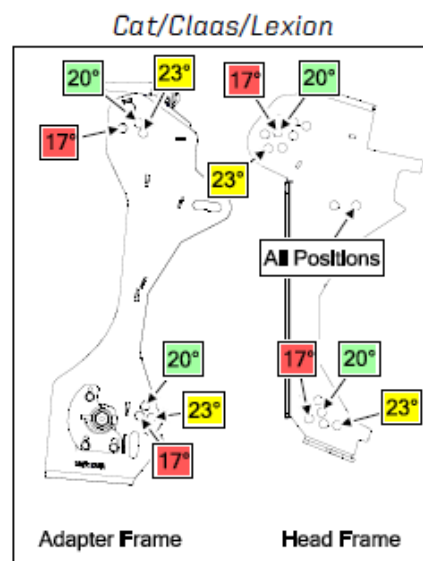 Cat/Claas/Lexion
20° 23° 17° 20°
17°
23°
All Positions
20° 17° 20°
23° 23°
17°
Adapter Frame Head Frame